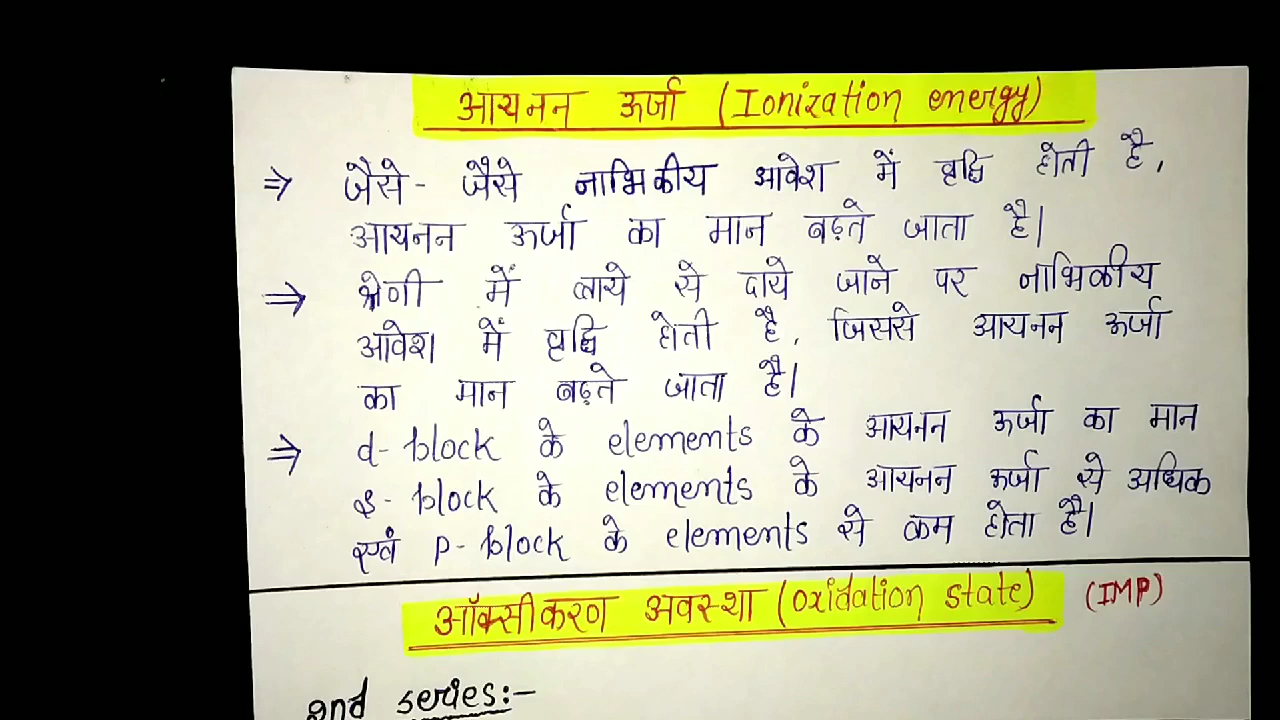 आयनन ऊर्जा (Ionization energy)
⇒ जैसे - जैसे नाभिकीय आवेश में वृद्धि होती है,
आयनन ऊर्जा का मान बढ़ते जाता है।
⇒ श्रेणी में बाये से दाये जाने पर नाभिकीय
आवेश में वृद्धि होती है, जिससे आयनन ऊर्जा
का मान बढ़ते जाता है।
⇒ d- block के elements के आयनन ऊर्जा का मान
s- block के elements के आयनन ऊर्जा से अधिक
एवं p- block के elements से कम होता है।
ऑक्सीकरण अवस्था (Oxidation state) (IMP)
2nd series:-